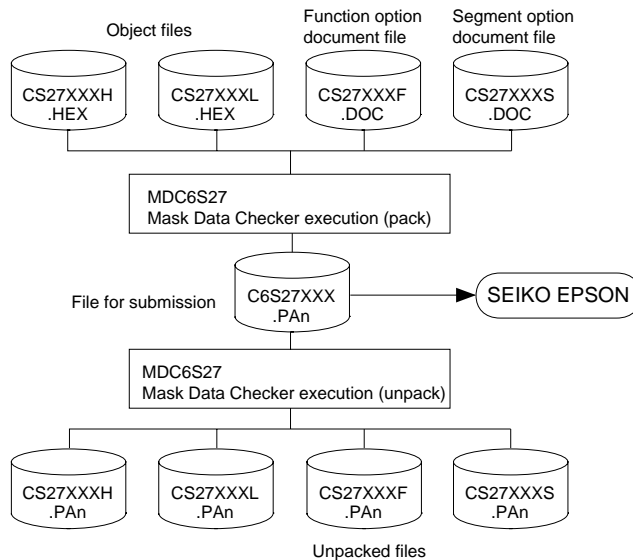 Object files
Function option
document file
Segment option
document file
CS27XXXH
.HEX
CS27XXXL
.HEX
CS27XXXF
.DOC
CS27XXXS
.DOC
MDC6S27
Mask Data Checker execution (pack)
File for submission
C6S27XXX
.PAn
SEIKO EPSON
MDC6S27
Mask Data Checker execution (unpack)
CS27XXXH
.PAn
CS27XXXL
.PAn
CS27XXXF
.PAn
CS27XXXS
.PAn
Unpacked files